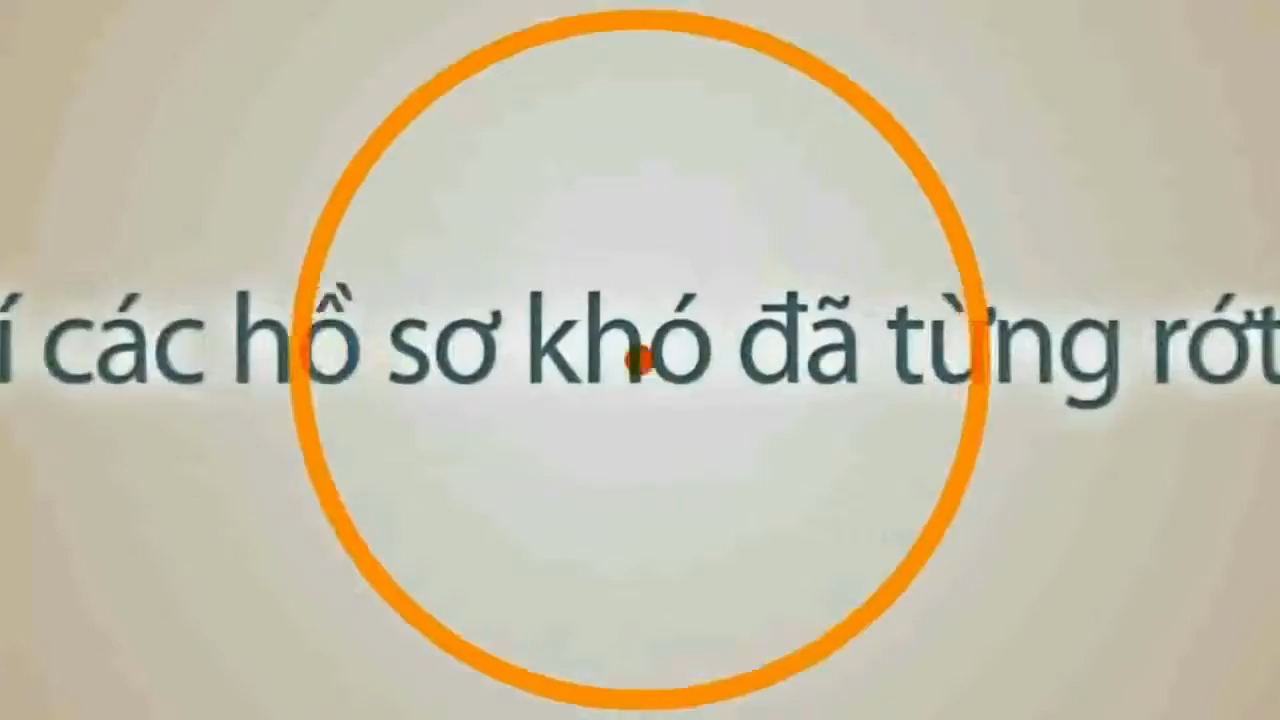 í các hồ sơ khó đã từng rớt